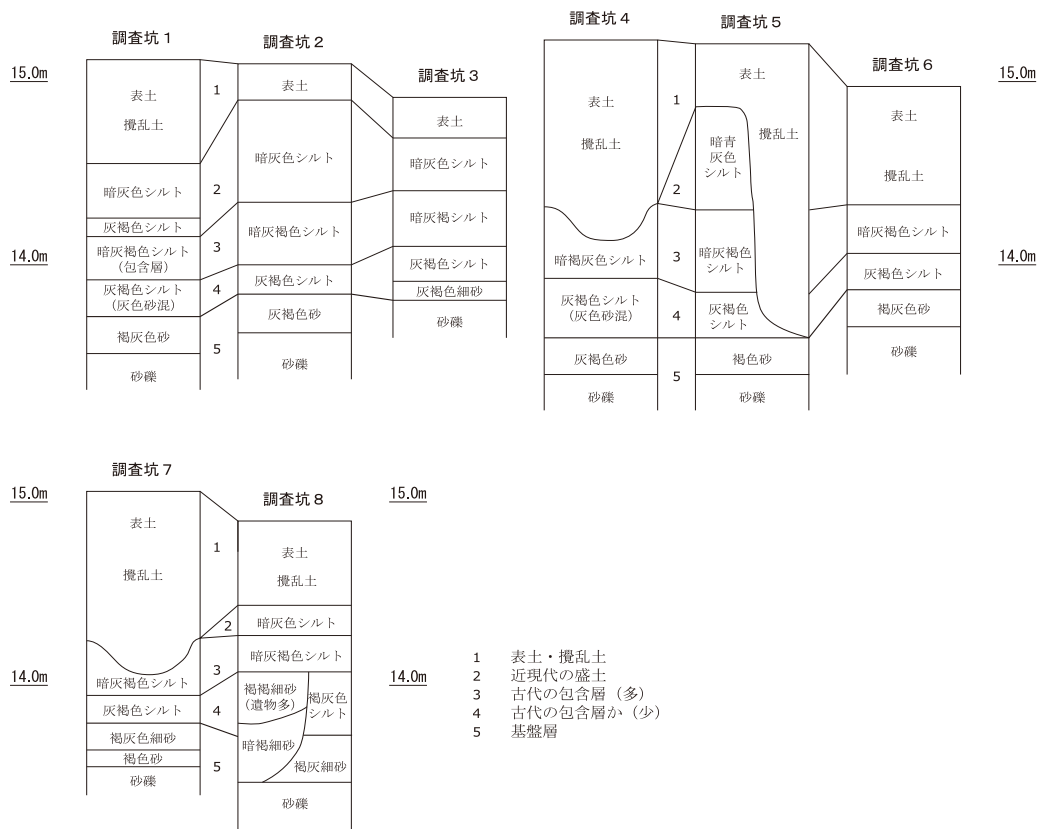 調査坑１
15.0m
表土
攪乱土
暗灰色シルト
灰褐色シルト
暗灰褐色シルト
(包含層)
14.0m
灰褐色シルト
(灰色砂混)
褐灰色砂
砂礫
1
2
3
4
5
調査坑２
表土
暗灰色シルト
暗灰褐色シルト
灰褐色シルト
灰褐色砂
砂礫
調査坑３
表土
暗灰色シルト
暗灰褐シルト
灰褐色シルト
灰褐色細砂
砂礫
調査坑４
表土
攪乱土
暗褐灰色シルト
灰褐色シルト
(灰色砂混)
灰褐色砂
砂礫
1
2
3
4
5
調査坑５
表土
攪乱土
暗青
灰色
シルト
暗灰褐色
シルト
灰褐色
シルト
褐色砂
砂礫
調査坑６
15.0m
表土
攪乱土
暗灰褐色シルト
14.0m
灰褐色シルト
褐灰色砂
砂礫
調査坑７
15.0m
表土
攪乱土
14.0m
暗灰褐色シルト
灰褐色シルト
褐灰色細砂
褐色砂
砂礫
1
2
3
4
5
調査坑８
15.0m
表土
攪乱土
暗灰色シルト
暗灰褐色シルト
14.0m
褐褐細砂
(遺物多)
褐灰色
シルト
暗褐細砂
褐灰細砂
砂礫
1 表土・攪乱土
2 近現代の盛土
3 古代の包含層（多）
4 古代の包含層か（少）
5 基盤層